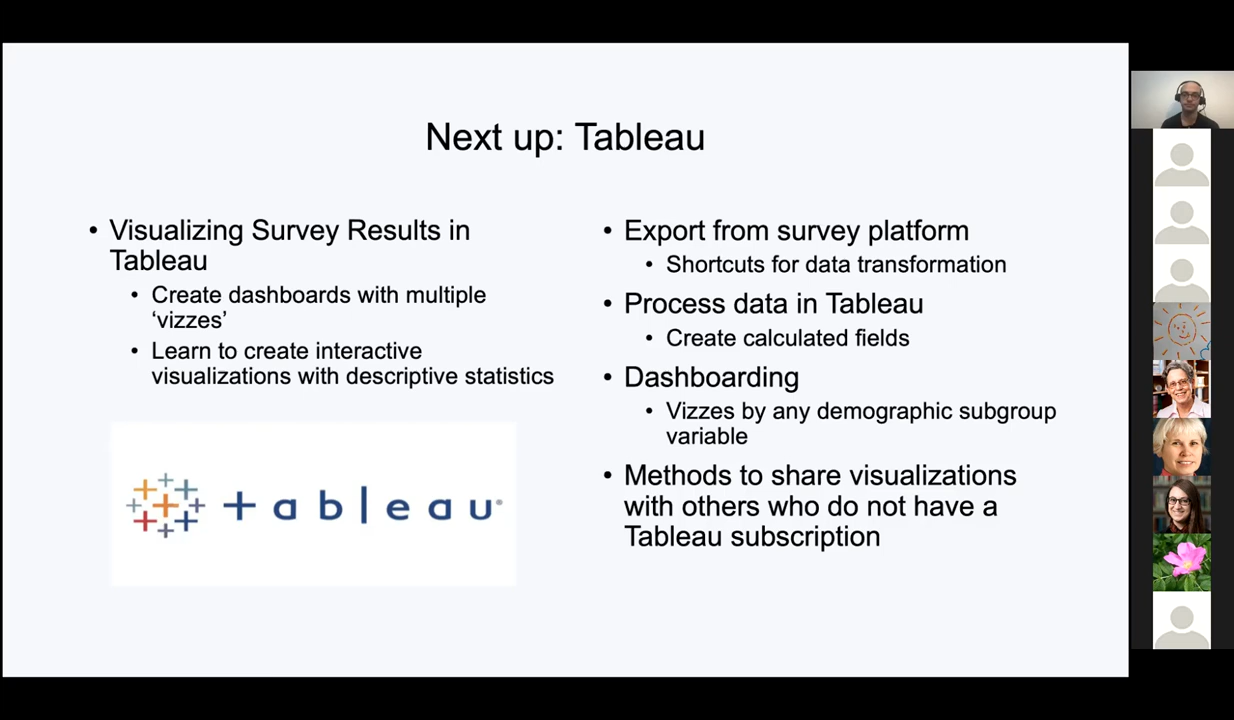 Next up: Tableau
• Visualizing Survey Results in
Tableau
• Create dashboards with multiple
‘vizzes’
• Learn to create interactive
visualizations with descriptive statistics
+ableau
• Export from survey platform
• Shortcuts for data transformation
• Process data in Tableau
• Create calculated fields
• Dashboarding
• Vizzes by any demographic subgroup
variable
• Methods to share visualizations
with others who do not have a
Tableau subscription